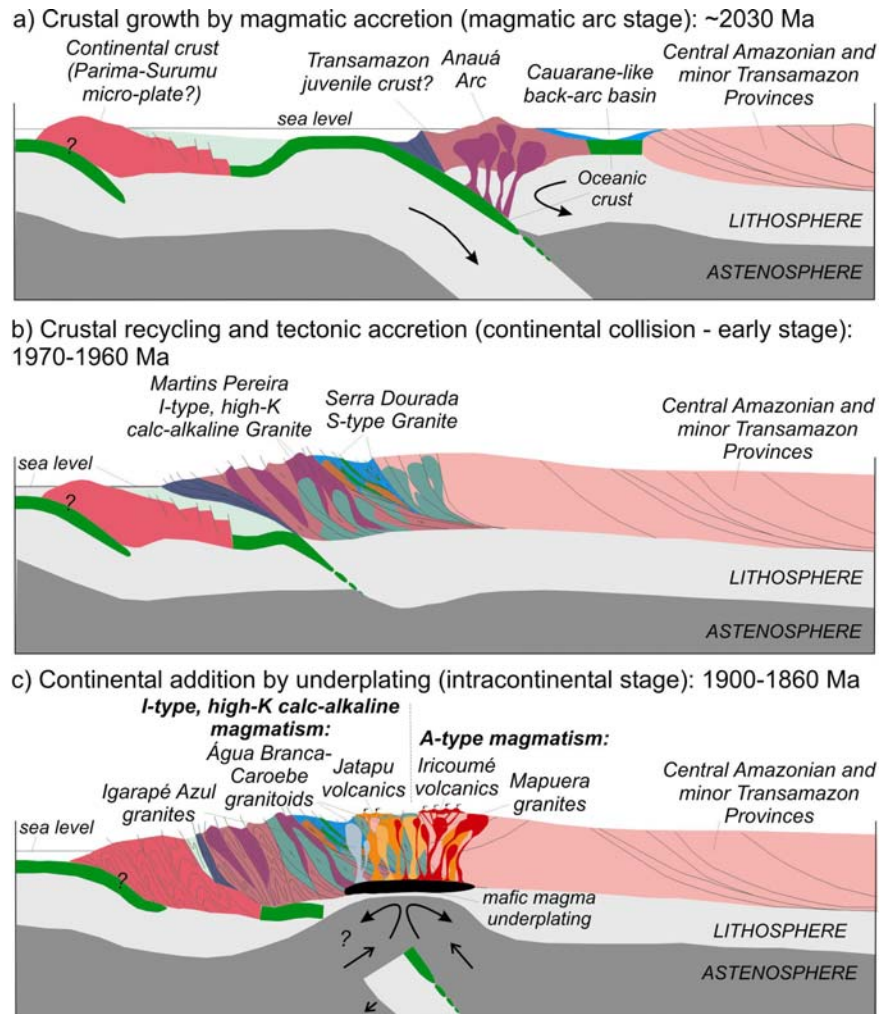 a) Crustal growth by magmatic accretion (magmatic arc stage): ~2030 Ma
Continental crust
(Parima-Surumu
micro-plate?)
Transamazon
juvenile crust?
Anauá
Arc
Cauarane-like
back-arc basin
Central Amazonian and
minor Transamazon
Provinces
sea level
?
Oceanic
crust
LITHOSPHERE
ASTENOSPHERE
b) Crustal recycling and tectonic accretion (continental collision - early stage):
1970-1960 Ma
Martins Pereira
I-type, high-K
calc-alkaline Granite
Serra Dourada
S-type Granite
Central Amazonian and
minor Transamazon
Provinces
sea level
?
LITHOSPHERE
ASTENOSPHERE
c) Continental addition by underplating (intracontinental stage): 1900-1860 Ma
I-type, high-K calc-alkaline
magmatism:
Água Branca-
Caroebe
granitoids
Jatapu
volcanics
A-type magmatism:
Iricoumé
volcanics
Mapuera
granites
Igarapé Azul
granites
Central Amazonian and
minor Transamazon
Provinces
sea level
?
mafic magma
underplating
?
LITHOSPHERE
ASTENOSPHERE